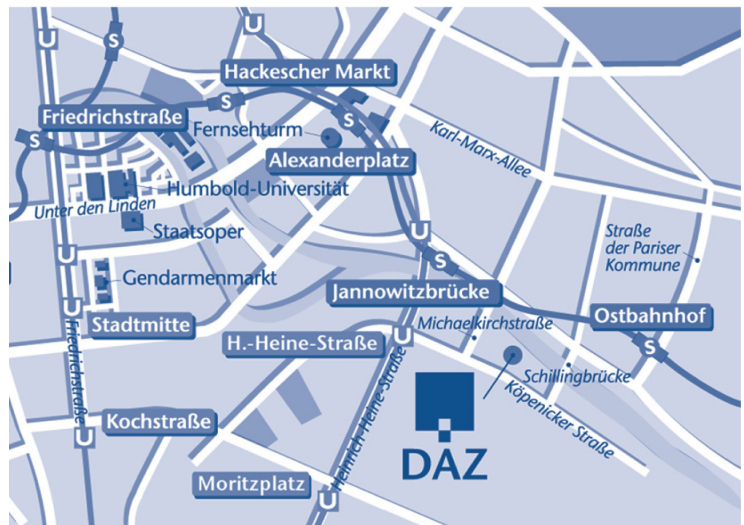 U
S
U
Hackescher Markt
S
S
Friedrichstraße
S
Fernsehturm
Alexanderplatz
Karl-Marx-Allee
Humbold-Universität
Unter den Linden
Staatsoper
U
U
S
Straße
der Pariser
Kommune
Gendarmenmarkt
Jannowitzbrücke
U
Stadtmitte
Michaelkirchstraße
Ostbahnhof
H.-Heine-Straße
U
S
Friedrichstraße
Schillingbrücke
Kochstraße
U
Heinrich Heine-Straße
Köpenicker Straße
DAZ
Moritzplatz
U